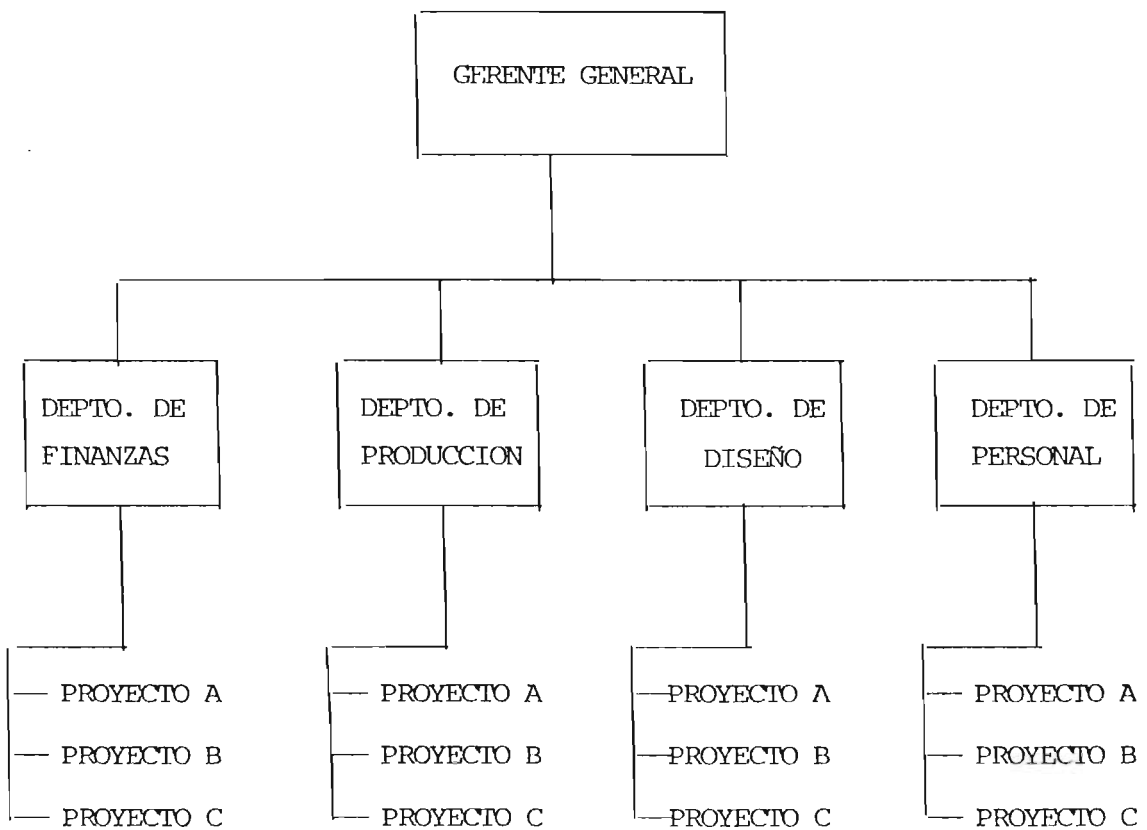 GERENTE GENERAL
DEPTO. DE
FINANZAS
DEPTO. DE
PRODUCCION
DEPTO. DE
DISEÑO
DEPTO. DE
PERSONAL
PROYECTO A
PROYECTO B
PROYECTO C
PROYECTO A
PROYECTO B
PROYECTO C
PROYECTO A
PROYECTO B
PROYECTO C
PROYECTO A
PROYECTO B
PROYECTO C